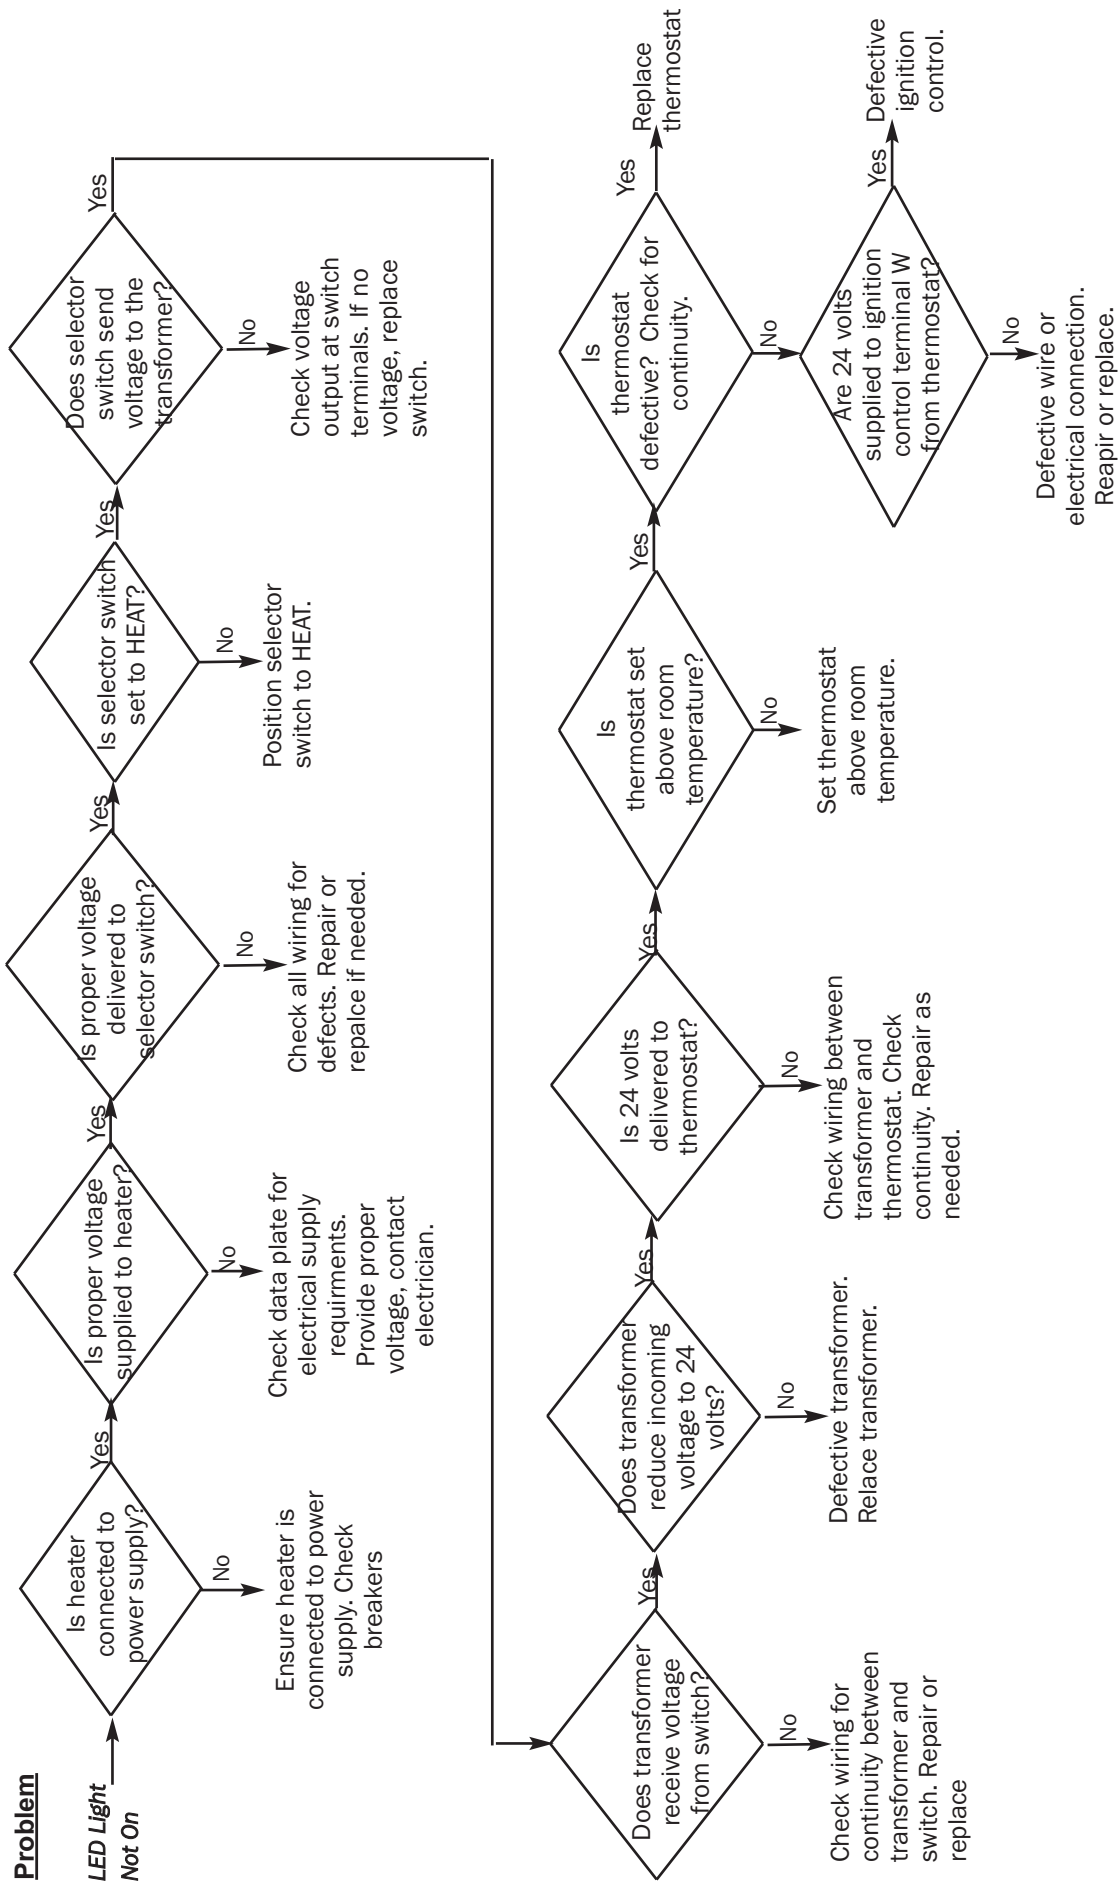 Problem
LED Light
Not On
Is heater
connected to
power supply?
Yes
No
Ensure heater is
connected to power
supply. Check
breakers
Is proper voltage
supplied to heater?
Yes
No
Check data plate for
electrical supply
requirments.
Provide proper
voltage, contact
electrician.
Is proper voltage
delivered to
selector switch?
Yes
No
Check all wiring for
defects. Repair or
repalce if needed.
Is selector switch
set to HEAT?
Yes
No
Position selector
switch to HEAT.
Does selector
switch send
voltage to the
transformer?
Yes
No
Check voltage
output at switch
terminals. If no
voltage, replace
switch.
Does transformer
receive voltage
from switch?
Yes
No
Check wiring for
continuity between
transformer and
switch. Repair or
replace
Does transformer
reduce incoming
voltage to 24
volts?
Yes
No
Defective transformer.
Relace transformer.
Is 24 volts
delivered to
thermostat?
Yes
No
Check wiring between
transformer and
thermostat. Check
continuity. Repair as
needed.
Is
thermostat set
above room
temperature?
Yes
No
Set thermostat
above room
temperature.
Is
thermostat
defective? Check for
continuity.
Yes
Replace
thermostat
No
Are 24 volts
supplied to ignition
control terminal W
from thermostat?
Yes
Defective
ignition
control.
No
Defective wire or
electrical connection.
Reapir or replace.